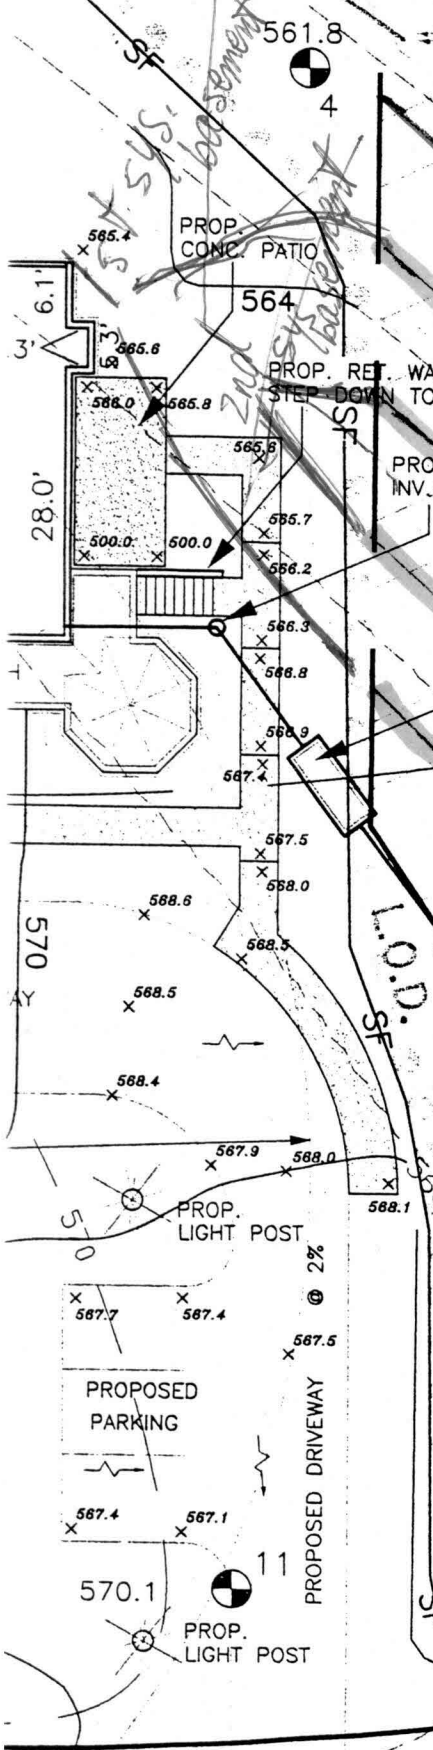 561.8
SF
4
1st sys.
basement
565.4
PROP.
CONC. PATIO
564
6.1'
3'
3'
565.6
2nd
sys
basement
566.0
565.8
PROP. RET. WA
STEP DOWN TO
SF
565.6
PRO
INV.
28.0'
565.7
500.0
500.0
566.2
566.3
566.8
566.9
567.4
567.5
568.0
568.6
570
568.5
L.O.D.
AY
568.5
SF
568.4
567.9
568.0
568.1
PROP.
LIGHT POST
570
@ 2%
567.7
567.4
567.5
PROPOSED
PARKING
PROPOSED DRIVEWAY
567.4
567.1
11
570.1
PROP.
LIGHT POST
SF